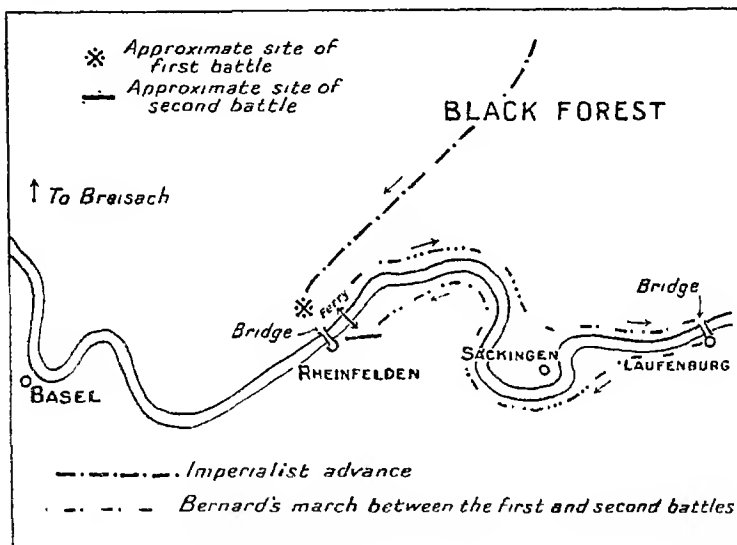 Approximate site of
first battle
Approximate site of
second battle
BLACK FOREST
To Breisach
Ferry
Bridge
Bridge
RHEINFELDEN
SÄCKINGEN
LAUFENBURG
BASEL
Imperialist advance
Bernard's march between the first and second battles